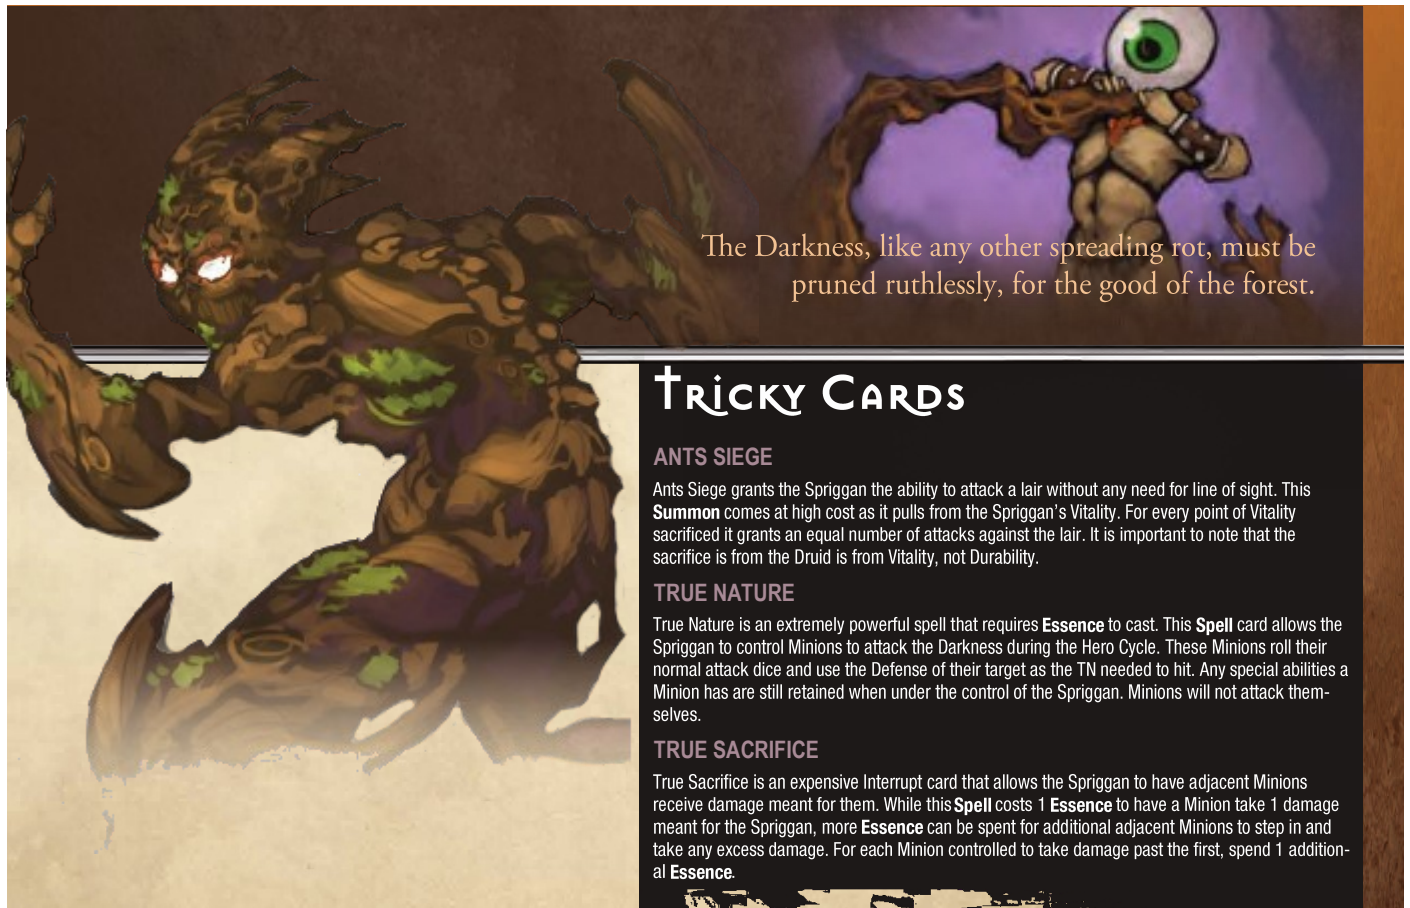 The Darkness, like any other spreading rot, must be
pruned ruthlessly, for the good of the forest.
Tricky Cards
ANTS SIEGE
Ants Siege grants the Spriggan the ability to attack a lair without any need for line of sight. This
Summon comes at high cost as it pulls from the Spriggan's Vitality. For every point of Vitality
sacrificed it grants an equal number of attacks against the lair. It is important to note that the
sacrifice is from the Druid is from Vitality, not Durability.
TRUE NATURE
True Nature is an extremely powerful spell that requires Essence to cast. This Spell card allows the
Spriggan to control Minions to attack the Darkness during the Hero Cycle. These Minions roll their
normal attack dice and use the Defense of their target as the TN needed to hit. Any special abilities a
Minion has are still retained when under the control of the Spriggan. Minions will not attack them-
selves.
TRUE SACRIFICE
True Sacrifice is an expensive Interrupt card that allows the Spriggan to have adjacent Minions
receive damage meant for them. While this Spell costs 1 Essence to have a Minion take 1 damage
meant for the Spriggan, more Essence can be spent for additional adjacent Minions to step in and
take any excess damage. For each Minion controlled to take damage past the first, spend 1 addition-
al Essence.